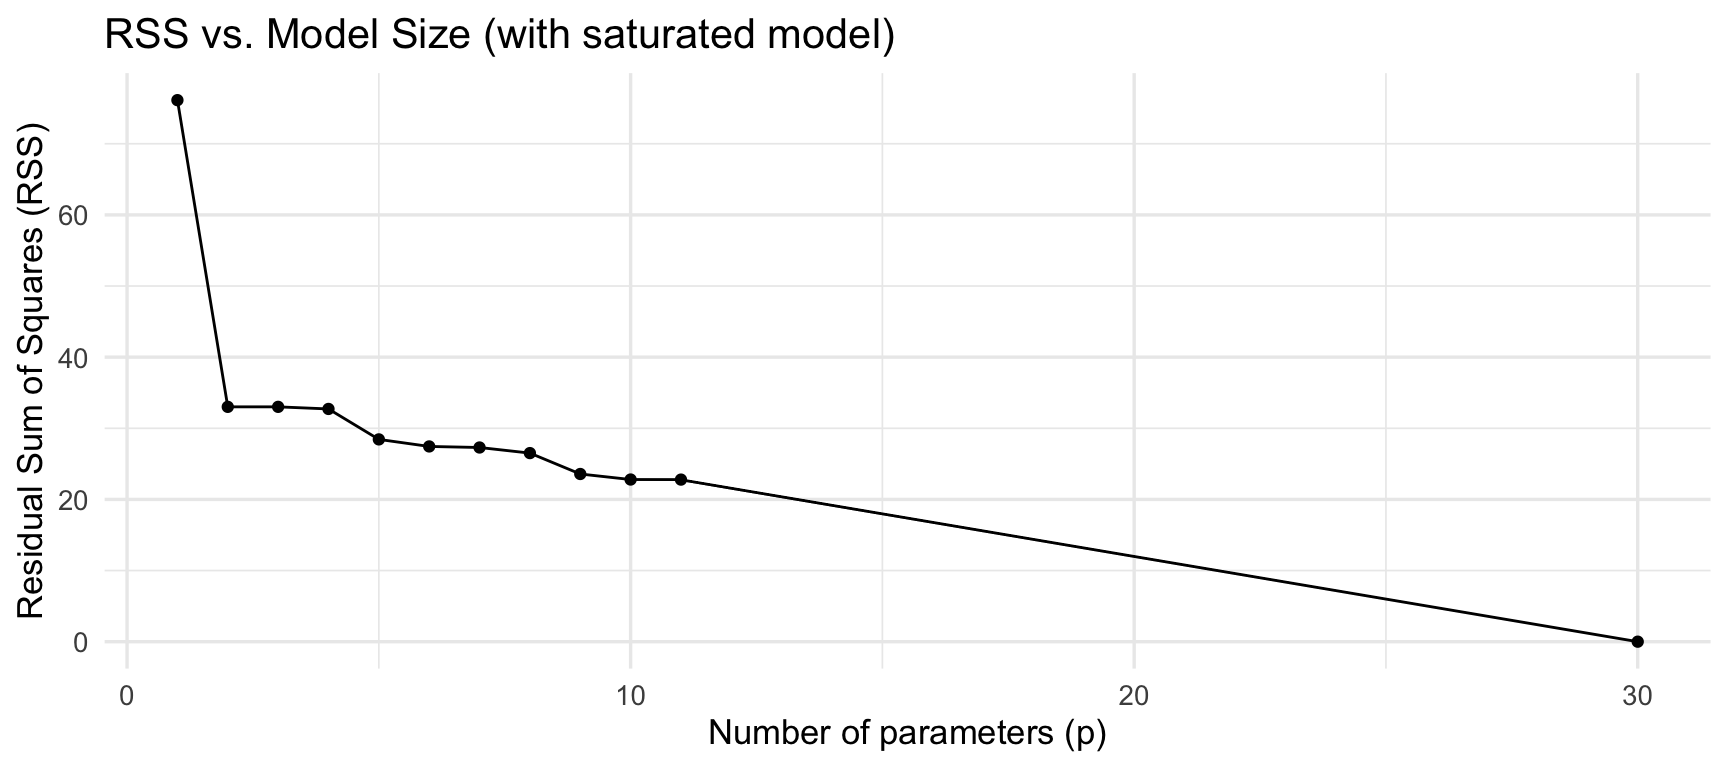 RSS vs. Model Size (with saturated model)
Residual Sum of Squares (RSS)
60
40
20
0
0
10
20
30
Number of parameters (p)